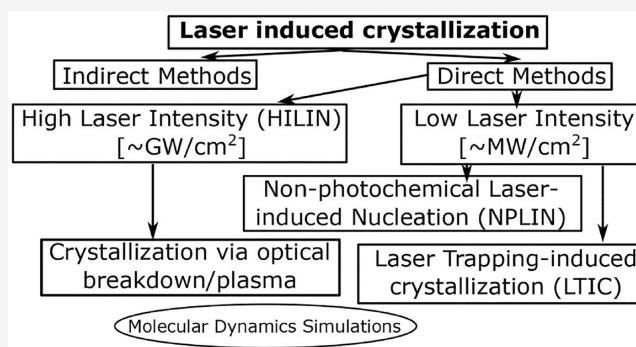 Laser induced crystallization
Indirect Methods
Direct Methods
High Laser Intensity (HILIN)
[~GW/cm²]
Low Laser Intensity
[~MW/cm²]
Non-photochemical Laser-
induced Nucleation (NPLIN)
Crystallization via optical
breakdown/plasma
Laser Trapping-induced
crystallization (LTIC)
Molecular Dynamics Simulations